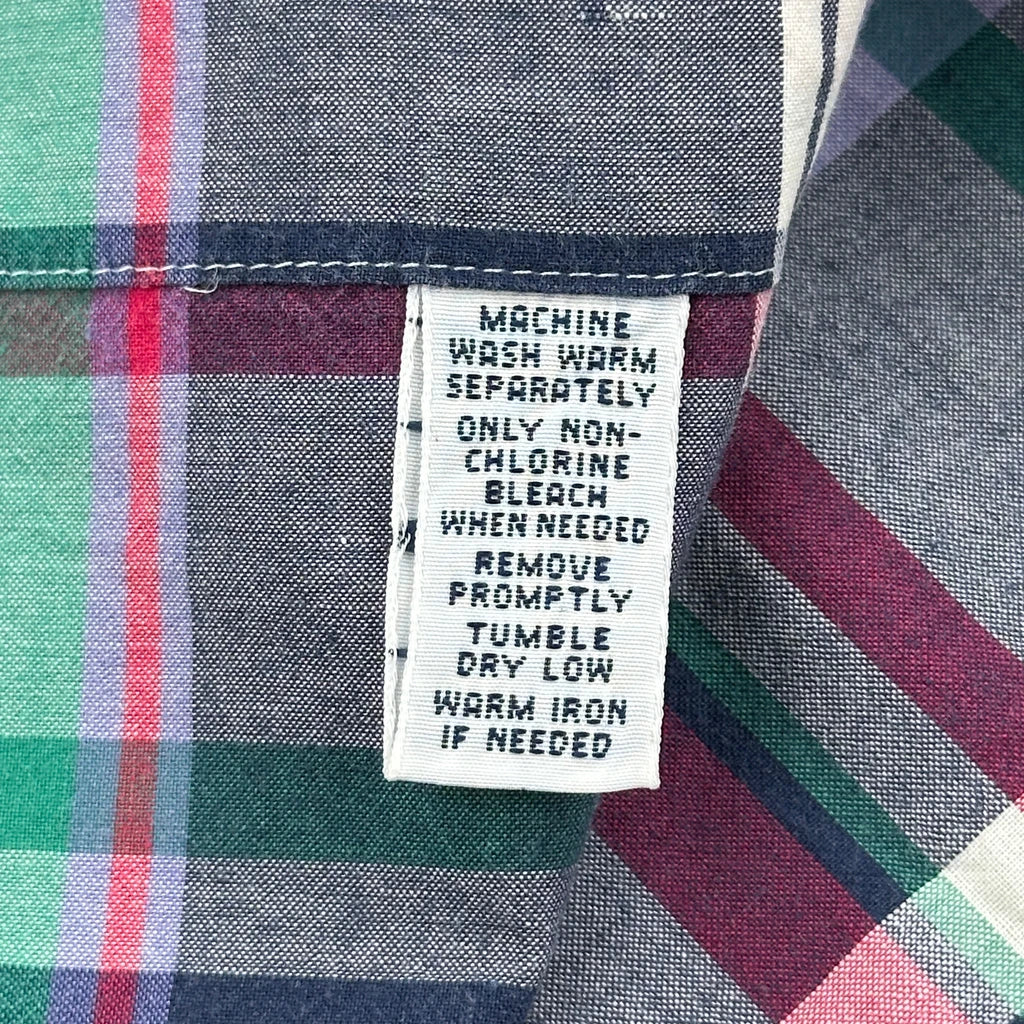 MACHINE
WASH WARM
SEPARATELY
ONLY NON-
CHLORINE
BLEACH
WHEN NEEDED
REMOVE
PROMPTLY
TUMBLE
DRY LOW
WARM IRON
IF NEEDED